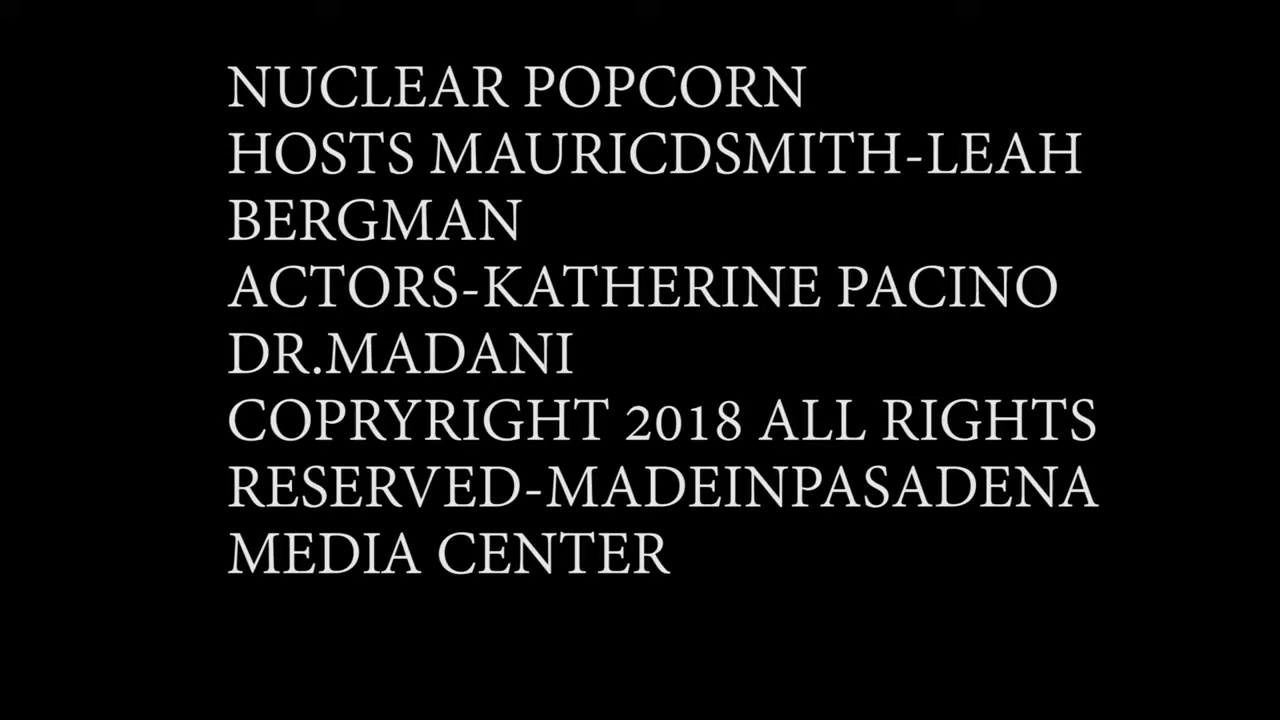 NUCLEAR POPCORN
HOSTS MAURICDSMITH-LEAH
BERGMAN
ACTORS-KATHERINE PACINO
DR.MADANI
COPRYRIGHT 2018 ALL RIGHTS
RESERVED-MADEINPASADENA
MEDIA CENTER